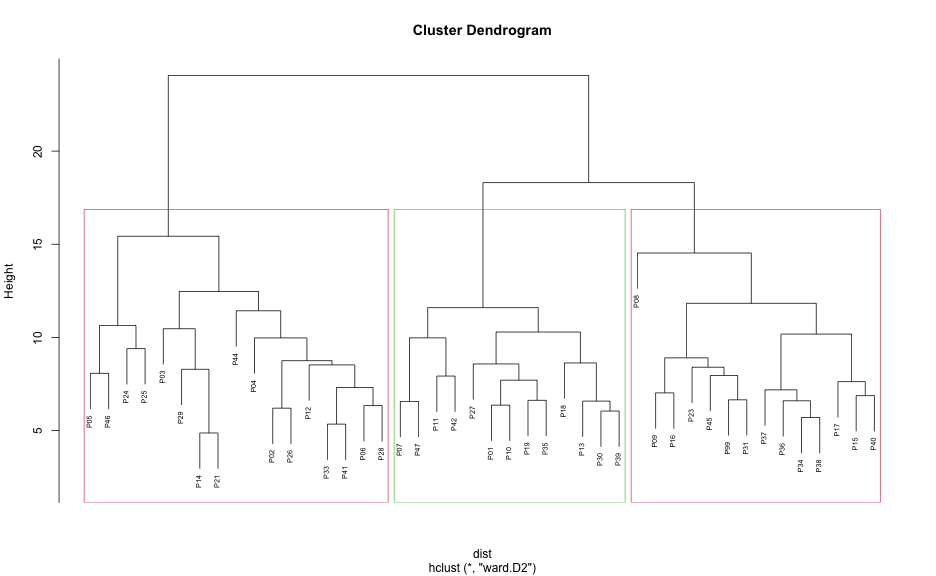 Cluster Dendrogram
Height
20
15
10
5
P05
P46
P24
P25
P03
P29
P14
P21
P44
P04
P02
P26
P12
P33
P41
P06
P28
P07
P47
P11
P42
P27
P01
P10
P19
P35
P18
P13
P30
P39
P08
P09
P16
P23
P45
P99
P31
P37
P36
P34
P38
P17
P15
P40
dist
hclust (*, "ward.D2")